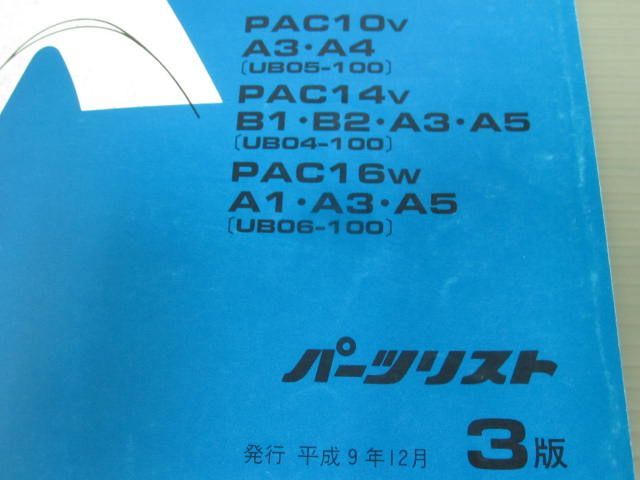 PAC10V
A3・A4
〔UB05-100〕
PAC14V
B1・B2・A3・A5
〔UB04-100〕
PAC16W
A1・A3・A5
〔UB06-100〕
パーツリスト
発行 平成9年12月 3版